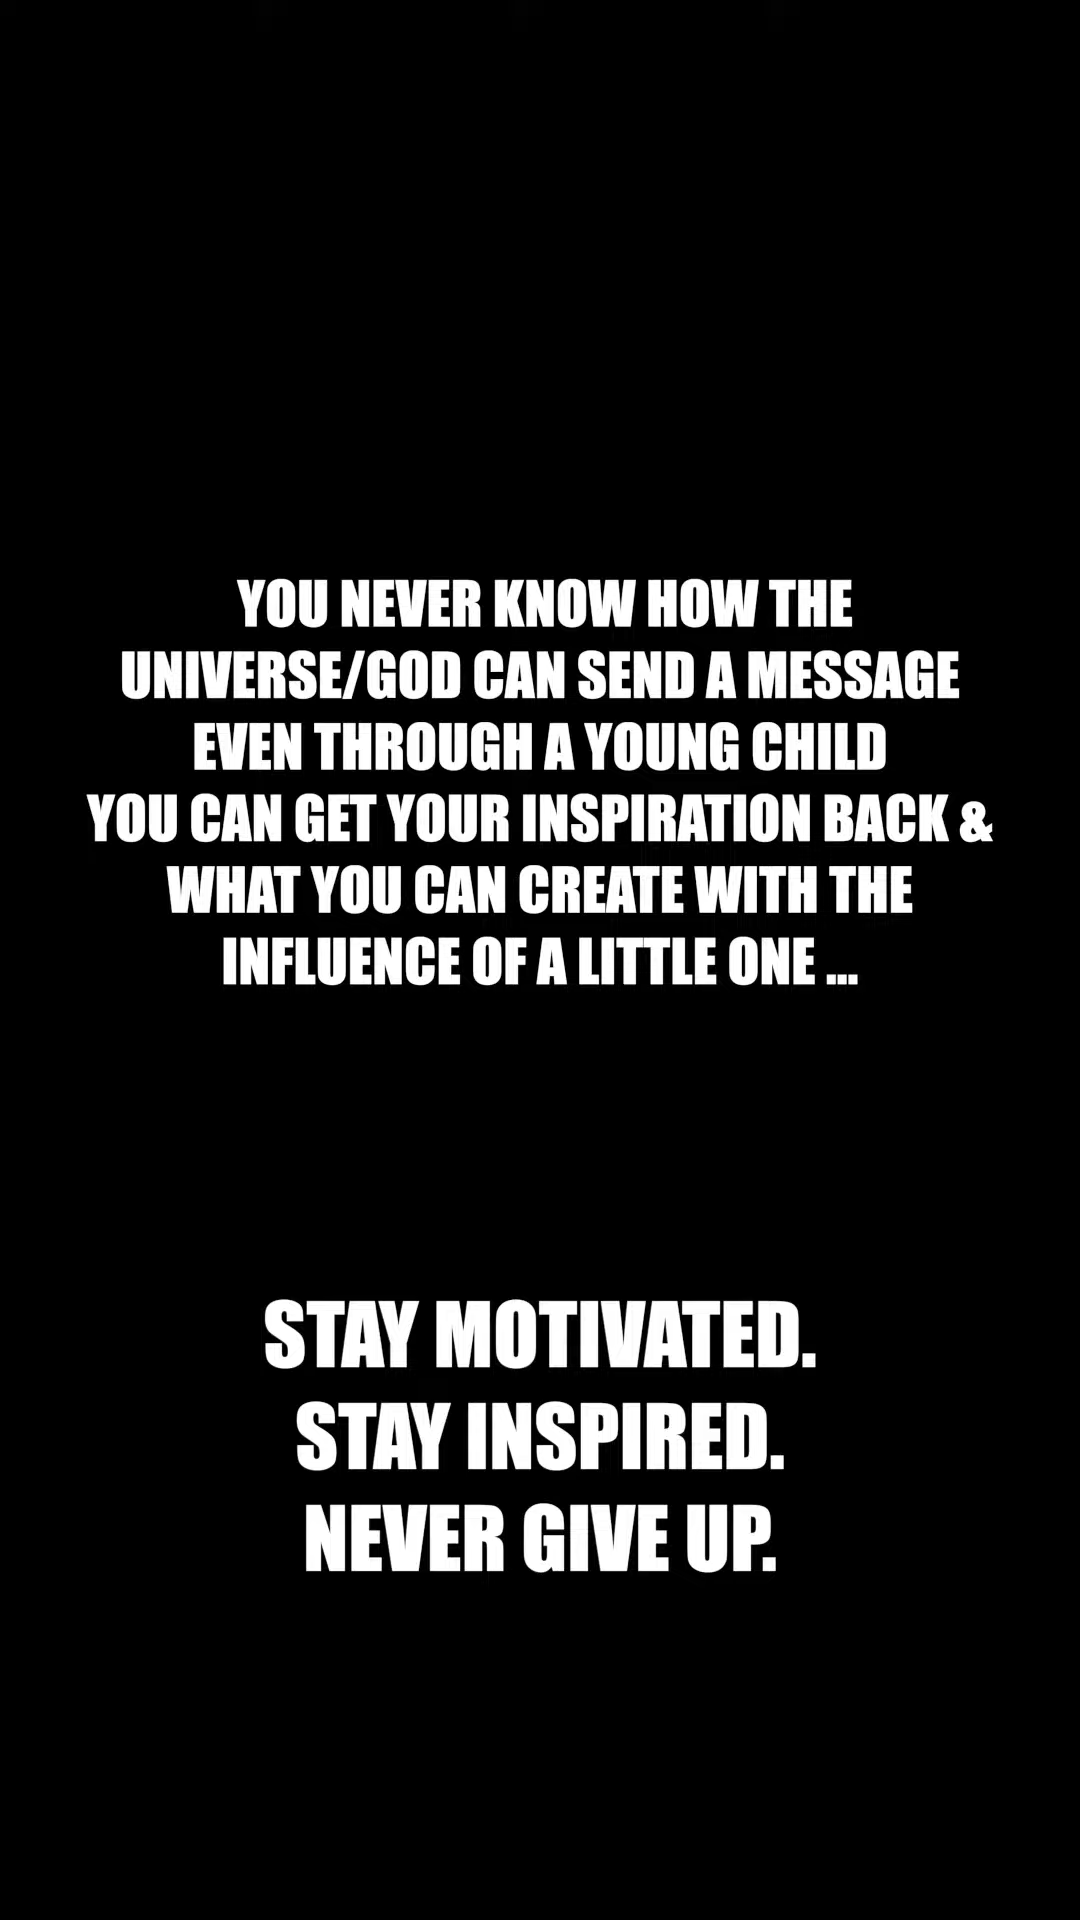 YOU NEVER KNOW HOW THE
UNIVERSE/GOD CAN SEND A MESSAGE
EVEN THROUGH A YOUNG CHILD
YOU CAN GET YOUR INSPIRATION BACK &
WHAT YOU CAN CREATE WITH THE
INFLUENCE OF A LITTLE ONE ...
STAY MOTIVATED.
STAY INSPIRED.
NEVER GIVE UP.